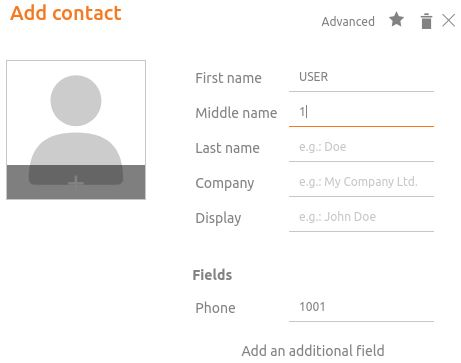 Add contact
Advanced
First name USER
Middle name 1
Last name e.g.: Doe
Company e.g.: My Company Ltd.
Display e.g.: John Doe
Fields
Phone 1001
Add an additional field